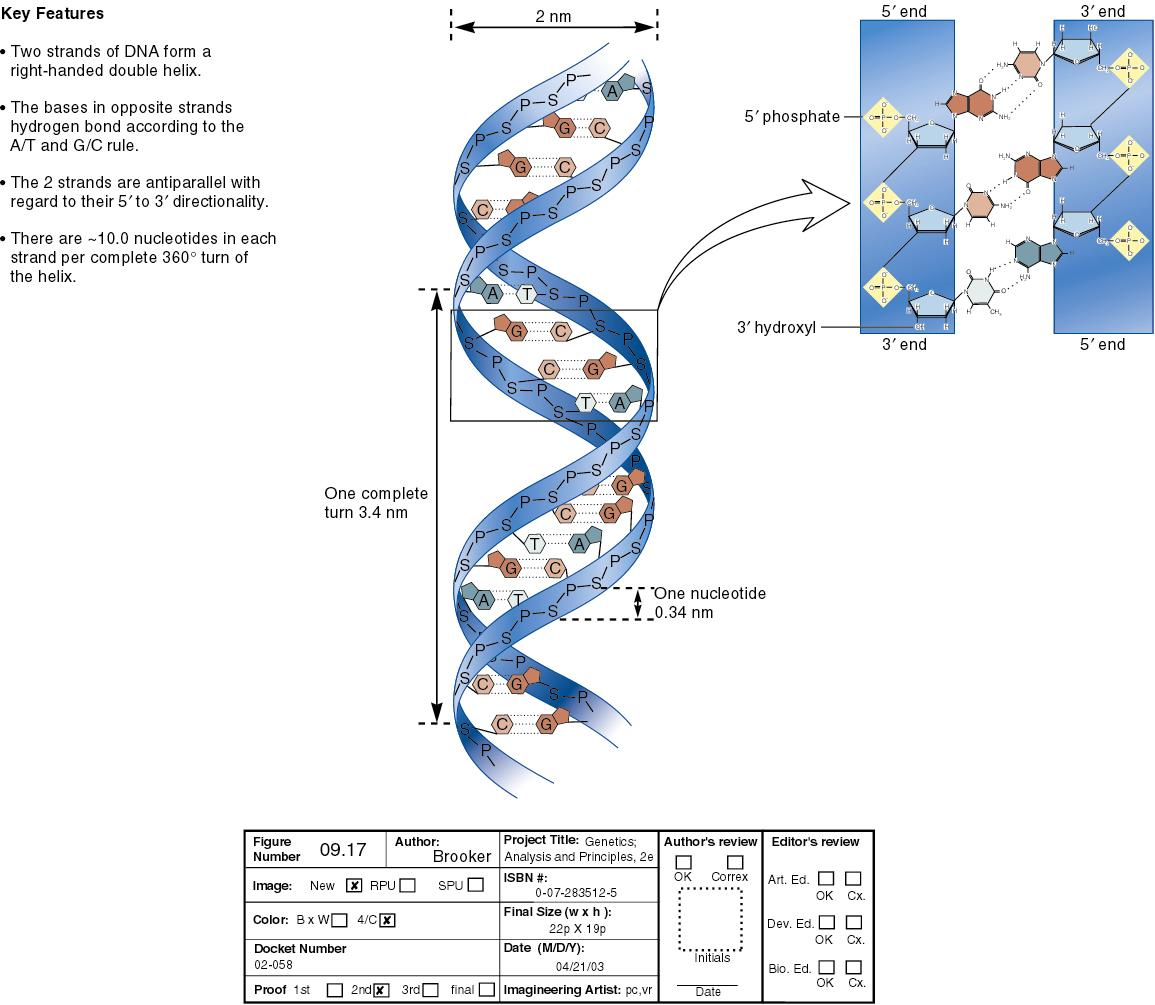 Key Features
• Two strands of DNA form a
right-handed double helix.
• The bases in opposite strands
hydrogen bond according to the
A/T and G/C rule.
• The 2 strands are antiparallel with
regard to their 5′ to 3′ directionality.
• There are ~10.0 nucleotides in each
strand per complete 360° turn of
the helix.
2 nm
A
G C
G C
C
A T
G C
C G
T A
One complete
turn 3.4 nm
G
C G
T A
G C
A T
One nucleotide
0.34 nm
C G
C G
5′ end 3′ end
5′ phosphate
3′ hydroxyl
3′ end 5′ end
Figure
Number 09.17
Author:
Brooker
Project Title: Genetics;
Analysis and Principles, 2e
Image: New RPU SPU
ISBN #:
0-07-283512-5
Color: B x W 4/C
Final Size (w x h ):
22p X 19p
Docket Number
02-058
Date (M/D/Y):
04/21/03
Proof 1st 2nd 3rd final
Imagineering Artist: pc,vr
Author's review
OK Correx
Initials
Date
Editor's review
Art. Ed.
OK Cx.
Dev. Ed.
OK Cx.
Bio. Ed.
OK Cx.